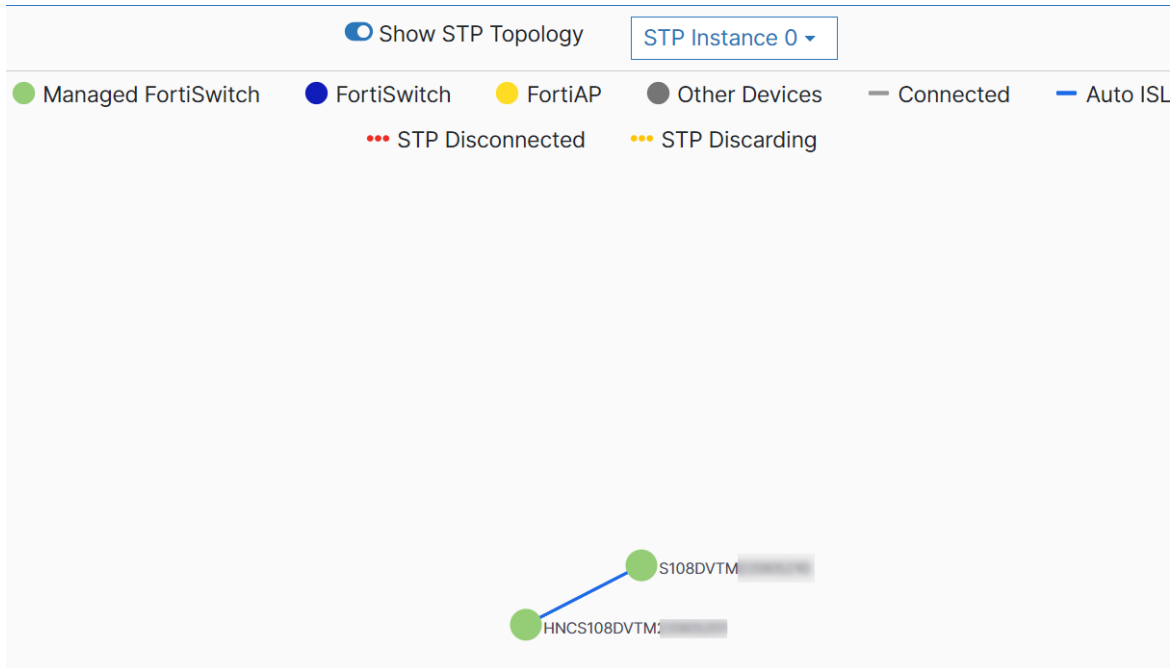 Show STP Topology STP Instance 0
Managed FortiSwitch FortiSwitch FortiAP Other Devices Connected Auto ISL
STP Disconnected STP Discarding
S108DVTM
HNCS108DVTM2